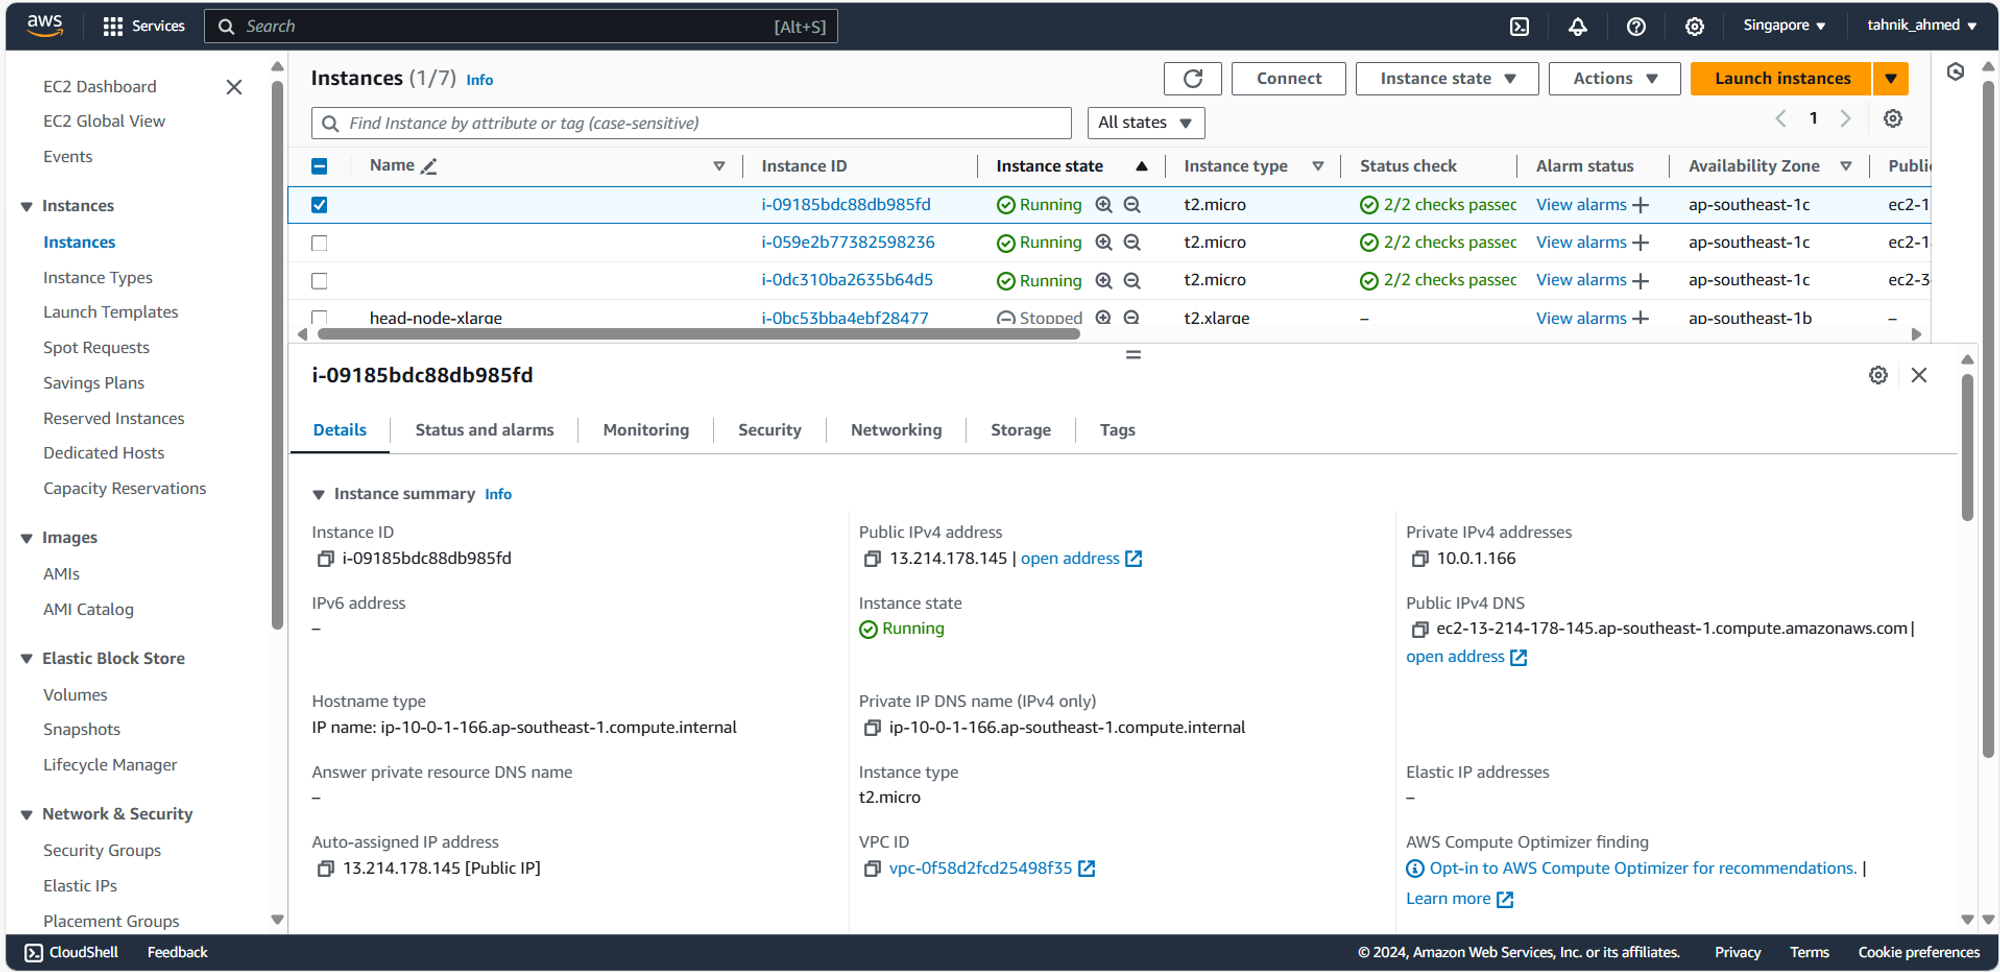 aws Services Search [Alt+S] Singapore tahnik_ahmed
EC2 Dashboard
EC2 Global View
Events
Instances
Instances
Instance Types
Launch Templates
Spot Requests
Savings Plans
Reserved Instances
Dedicated Hosts
Capacity Reservations
Images
AMIs
AMI Catalog
Elastic Block Store
Volumes
Snapshots
Lifecycle Manager
Network & Security
Security Groups
Elastic IPs
Placement Groups
Instances (1/7) Info Connect Instance state Actions Launch instances
Find Instance by attribute or tag (case-sensitive) All states 1
Name Instance ID Instance state Instance type Status check Alarm status Availability Zone Public
i-09185bdc88db985fd Running t2.micro 2/2 checks passec View alarms ap-southeast-1c ec2-1
i-059e2b77382598236 Running t2.micro 2/2 checks passec View alarms ap-southeast-1c ec2-1
i-0dc310ba2635b64d5 Running t2.micro 2/2 checks passec View alarms ap-southeast-1c ec2-3
head-node-xlarge i-0bc53bba4ebf28477 Stopped t2.xlarge – View alarms ap-southeast-1b –
i-09185bdc88db985fd
Details Status and alarms Monitoring Security Networking Storage Tags
Instance summary Info
Instance ID
i-09185bdc88db985fd
Public IPv4 address
13.214.178.145 | open address
Private IPv4 addresses
10.0.1.166
IPv6 address
–
Instance state
Running
Public IPv4 DNS
ec2-13-214-178-145.ap-southeast-1.compute.amazonaws.com |
open address
Hostname type
IP name: ip-10-0-1-166.ap-southeast-1.compute.internal
Private IP DNS name (IPv4 only)
ip-10-0-1-166.ap-southeast-1.compute.internal
Answer private resource DNS name
–
Instance type
t2.micro
Elastic IP addresses
–
Auto-assigned IP address
13.214.178.145 [Public IP]
VPC ID
vpc-0f58d2fcd25498f35
AWS Compute Optimizer finding
Opt-in to AWS Compute Optimizer for recommendations. |
Learn more
CloudShell Feedback © 2024, Amazon Web Services, Inc. or its affiliates. Privacy Terms Cookie preferences